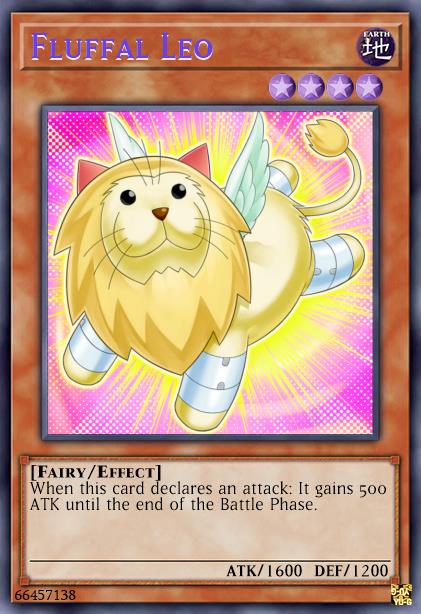 Fluffal Leo
EARTH
地
[Fairy/Effect]
When this card declares an attack: It gains 500
ATK until the end of the Battle Phase.
ATK/1600 DEF/1200
66457138